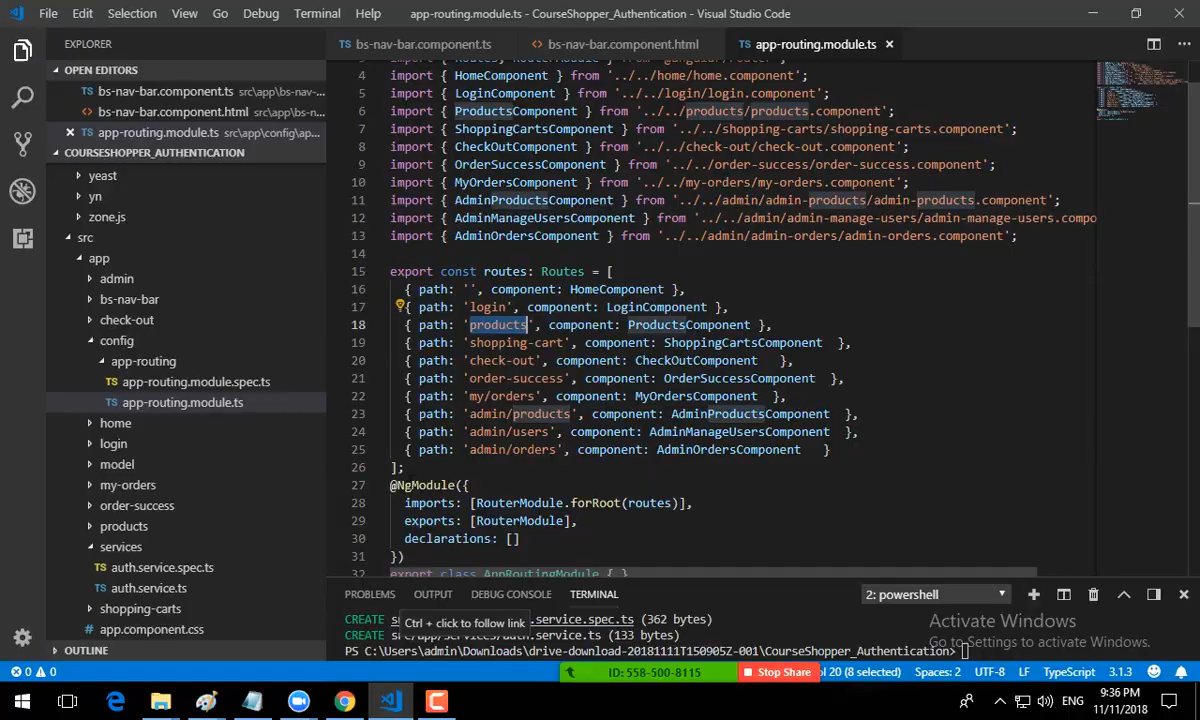 File Edit Selection View Go Debug Terminal Help app-routing.module.ts - CourseShopper_Authentication - Visual Studio Code
EXPLORER
OPEN EDITORS
bs-nav-bar.component.ts src\app\bs-nav-...
bs-nav-bar.component.html src\app\bs-na...
app-routing.module.ts src\app\config\ap...
COURSESHOPPER_AUTHENTICATION
yeast
yn
zone.js
src
app
admin
bs-nav-bar
check-out
config
app-routing
app-routing.module.spec.ts
app-routing.module.ts
home
login
model
my-orders
order-success
products
services
auth.service.spec.ts
auth.service.ts
shopping-carts
app.component.css
OUTLINE
bs-nav-bar.component.ts bs-nav-bar.component.html app-routing.module.ts
4 import { HomeComponent } from '../../home/home.component';
5 import { LoginComponent } from '../../login/login.component';
6 import { ProductsComponent } from '../../products/products.component';
7 import { ShoppingCartsComponent } from '../../shopping-carts/shopping-carts.component';
8 import { CheckOutComponent } from '../../check-out/check-out.component';
9 import { OrderSuccessComponent } from '../../order-success/order-success.component';
10 import { MyOrdersComponent } from '../../my-orders/my-orders.component';
11 import { AdminProductsComponent } from '../../admin/admin-products/admin-products.component';
12 import { AdminManageUsersComponent } from '../../admin/admin-manage-users/admin-manage-users.compo
13 import { AdminOrdersComponent } from '../../admin/admin-orders/admin-orders.component';
14
15 export const routes: Routes = [
16 { path: '', component: HomeComponent },
17 { path: 'login', component: LoginComponent },
18 { path: 'products', component: ProductsComponent },
19 { path: 'shopping-cart', component: ShoppingCartsComponent },
20 { path: 'check-out', component: CheckOutComponent },
21 { path: 'order-success', component: OrderSuccessComponent },
22 { path: 'my/orders', component: MyOrdersComponent },
23 { path: 'admin/products', component: AdminProductsComponent },
24 { path: 'admin/users', component: AdminManageUsersComponent },
25 { path: 'admin/orders', component: AdminOrdersComponent }
26 ];
27 @NgModule({
28 imports: [RouterModule.forRoot(routes)],
29 exports: [RouterModule],
30 declarations: []
31 })
32 export class AppRoutingModule { }
PROBLEMS OUTPUT DEBUG CONSOLE TERMINAL 2: powershell
CREATE .service.spec.ts (362 bytes)
Ctrl + click to follow link
CREATE src/app/services/auth.service.ts (133 bytes)
PS C:\Users\admin\Downloads\drive-download-20181111T150905Z-001\CourseShopper_Authentication>
Activate Windows
Go to Settings to activate Windows.
0 0 ID: 558-500-8115 Stop Share ol 20 (8 selected) Spaces: 2 UTF-8 LF TypeScript 3.1.3
ENG 9:36 PM
11/11/2018